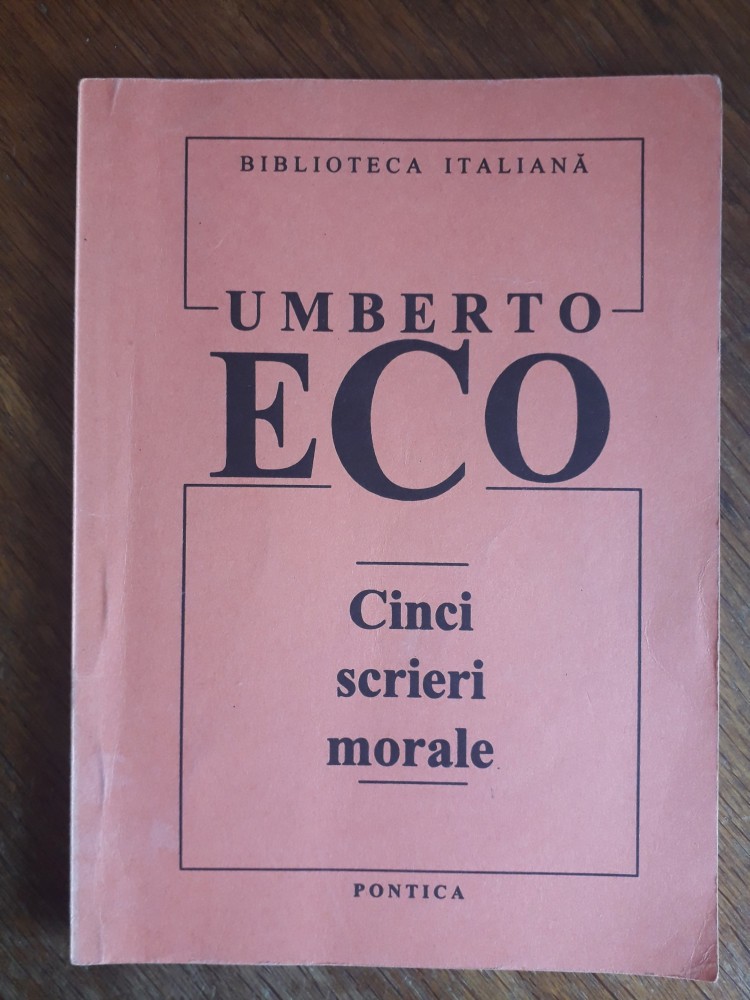 BIBLIOTECA ITALIANĂ
UMBERTO
ECO
Cinci
scrieri
morale
PONTICA